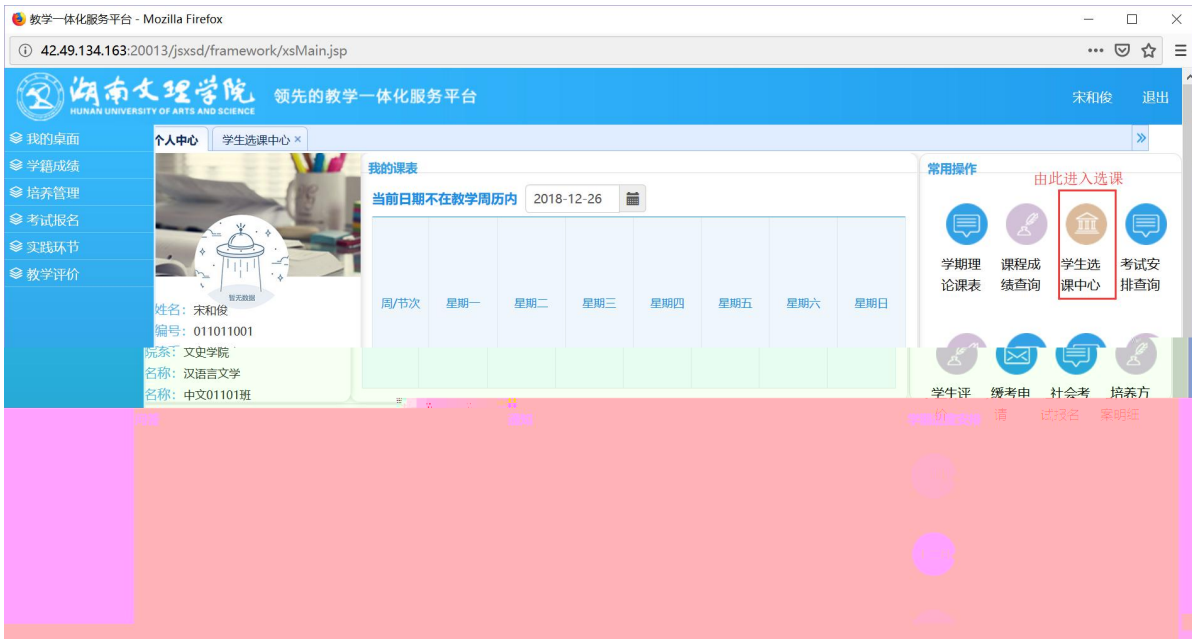 教学一体化服务平台 - Mozilla Firefox
42.49.134.163:20013/jsxsd/framework/xsMain.jsp
湖南文理学院
HUNAN UNIVERSITY OF ARTS AND SCIENCE
领先的教学一体化服务平台
宋和俊 退出
我的桌面
学籍成绩
培养管理
考试报名
实践环节
教学评价
个人中心 学生选课中心
暂无数据
姓名：宋和俊
编号：011011001
院系：文史学院
名称：汉语言文学
名称：中文01101班
我的课表
当前日期不在教学周历内 2018-12-26
周/节次 星期一 星期二 星期三 星期四 星期五 星期六 星期日
常用操作
由此进入选课
学期理论课表
课程成绩查询
学生选课中心
考试安排查询
学生评价
缓考申请
社会考试报名
培养方案明细